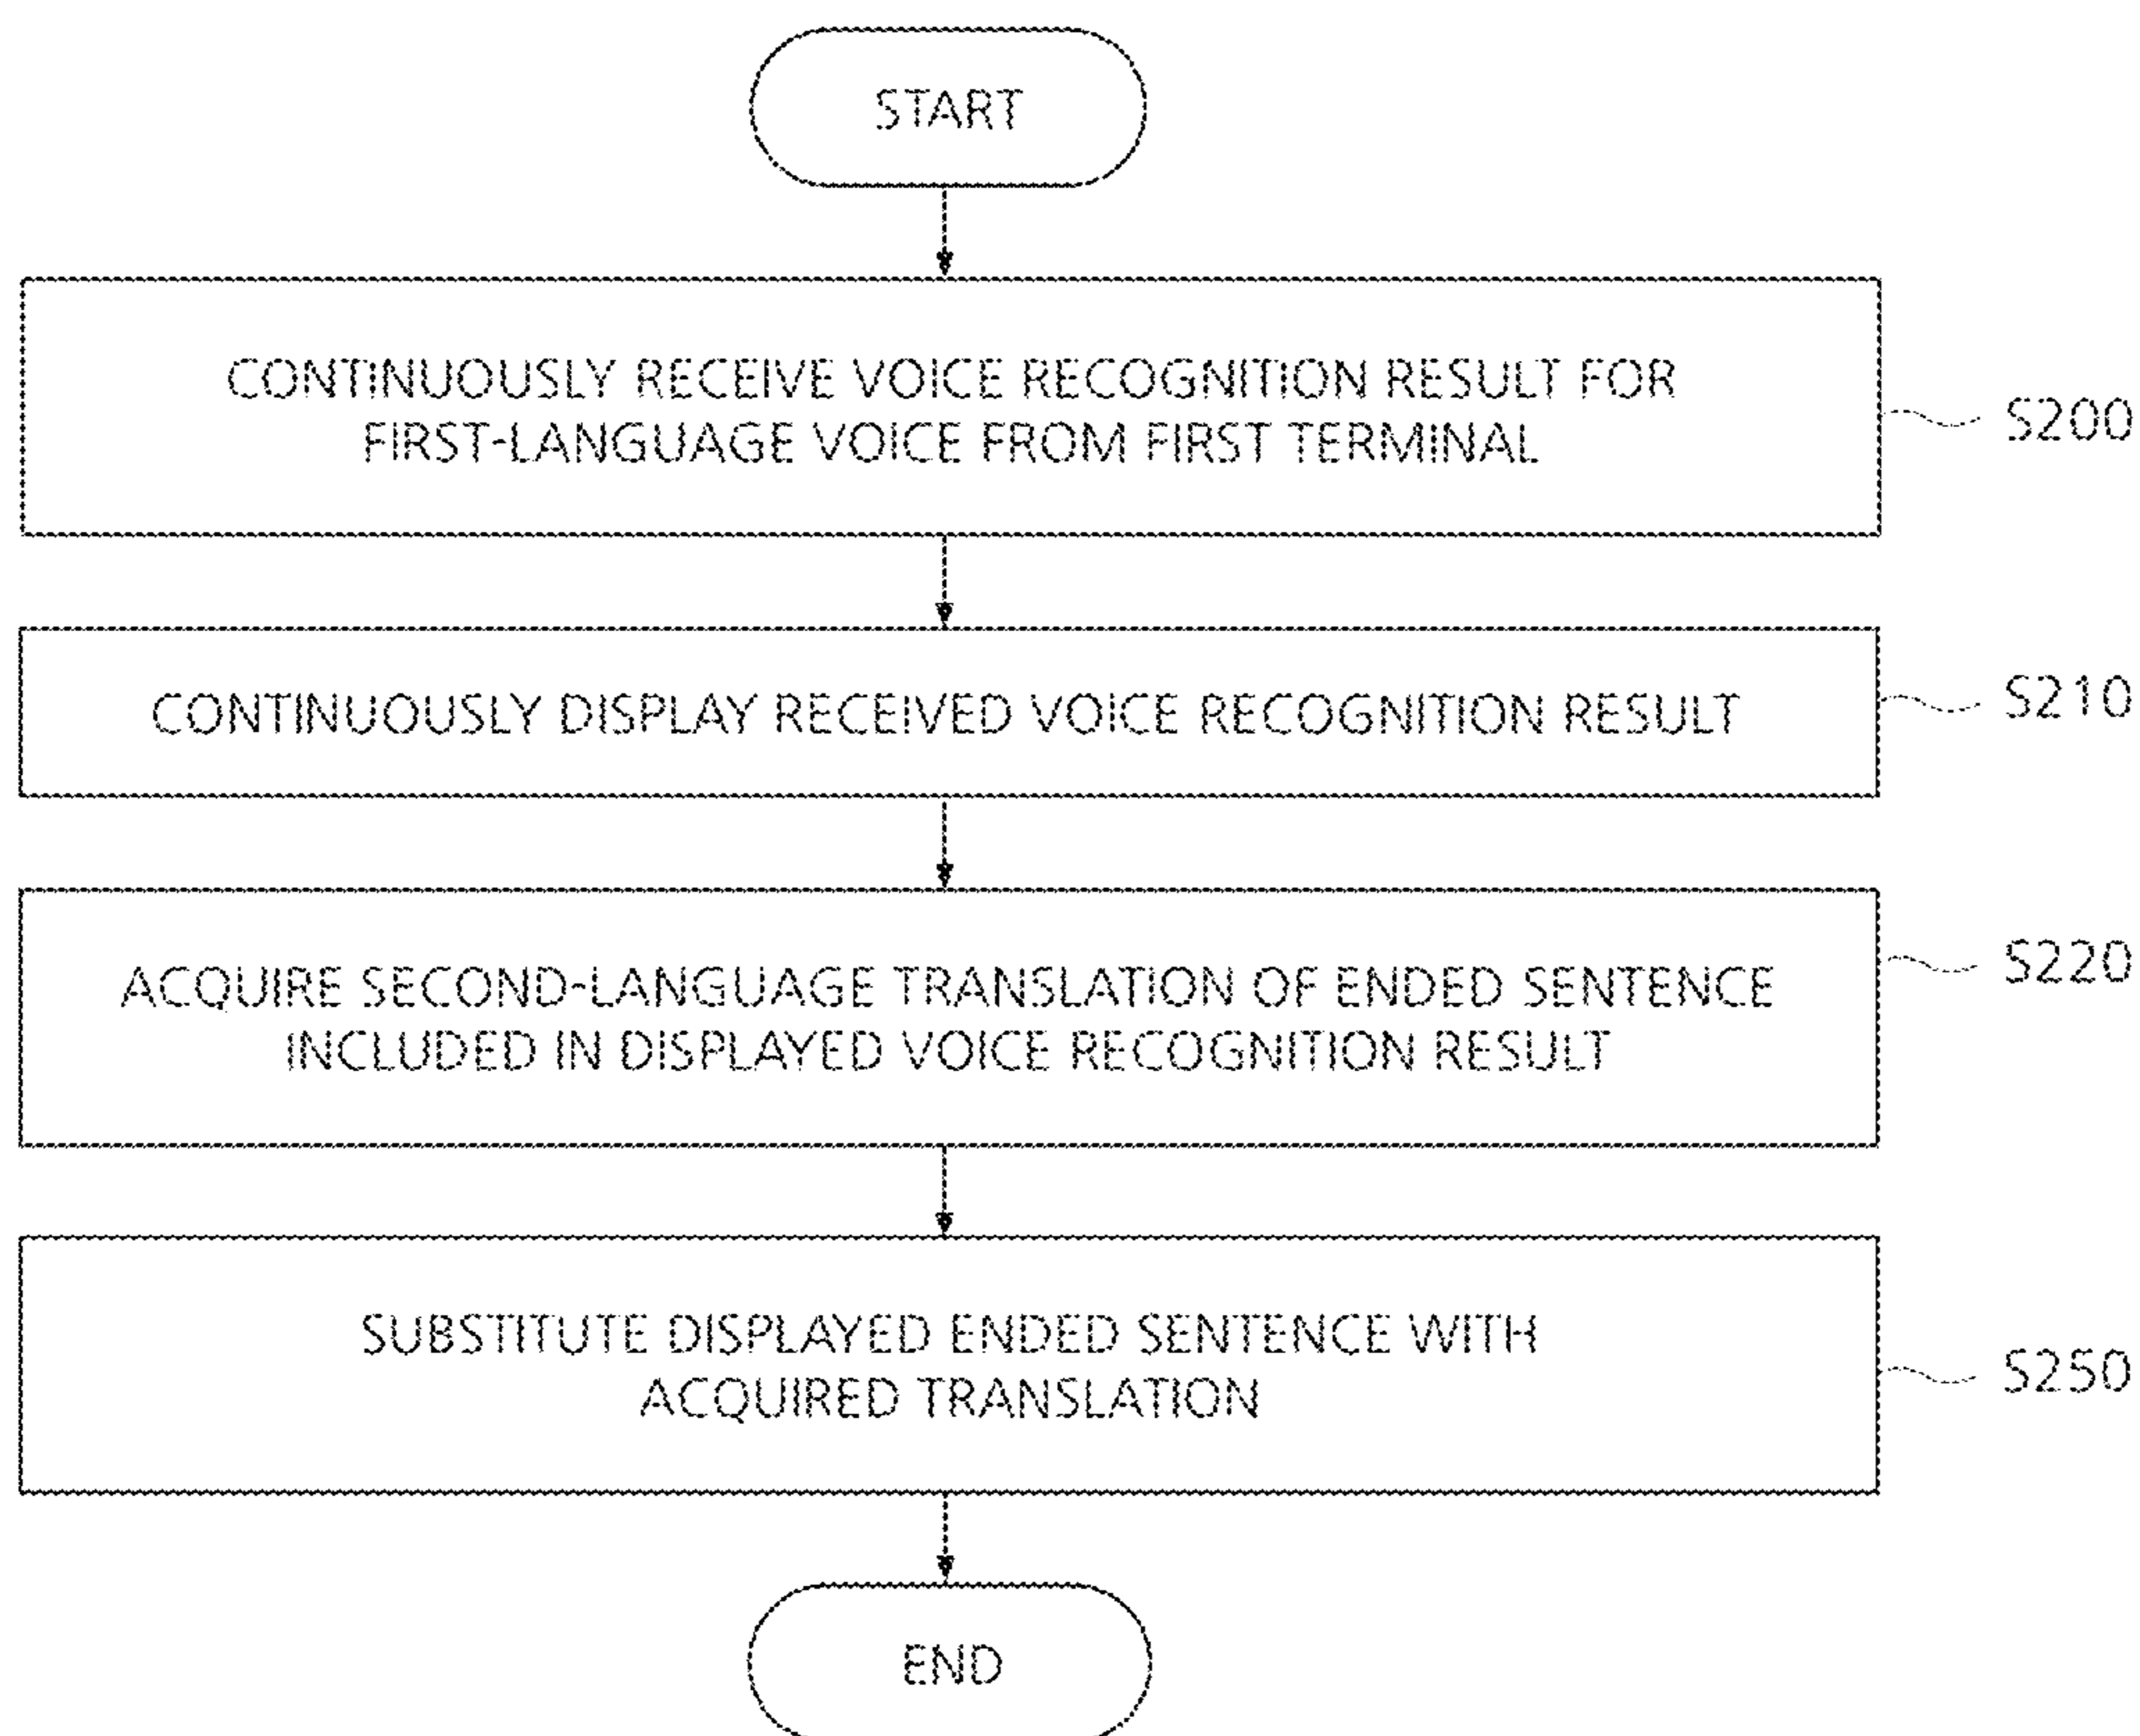 START
CONTINUOUSLY RECEIVE VOICE RECOGNITION RESULT FOR
FIRST-LANGUAGE VOICE FROM FIRST TERMINAL
S200
CONTINUOUSLY DISPLAY RECEIVED VOICE RECOGNITION RESULT
S210
ACQUIRE SECOND-LANGUAGE TRANSLATION OF ENDED SENTENCE
INCLUDED IN DISPLAYED VOICE RECOGNITION RESULT
S220
SUBSTITUTE DISPLAYED ENDED SENTENCE WITH
ACQUIRED TRANSLATION
S250
END